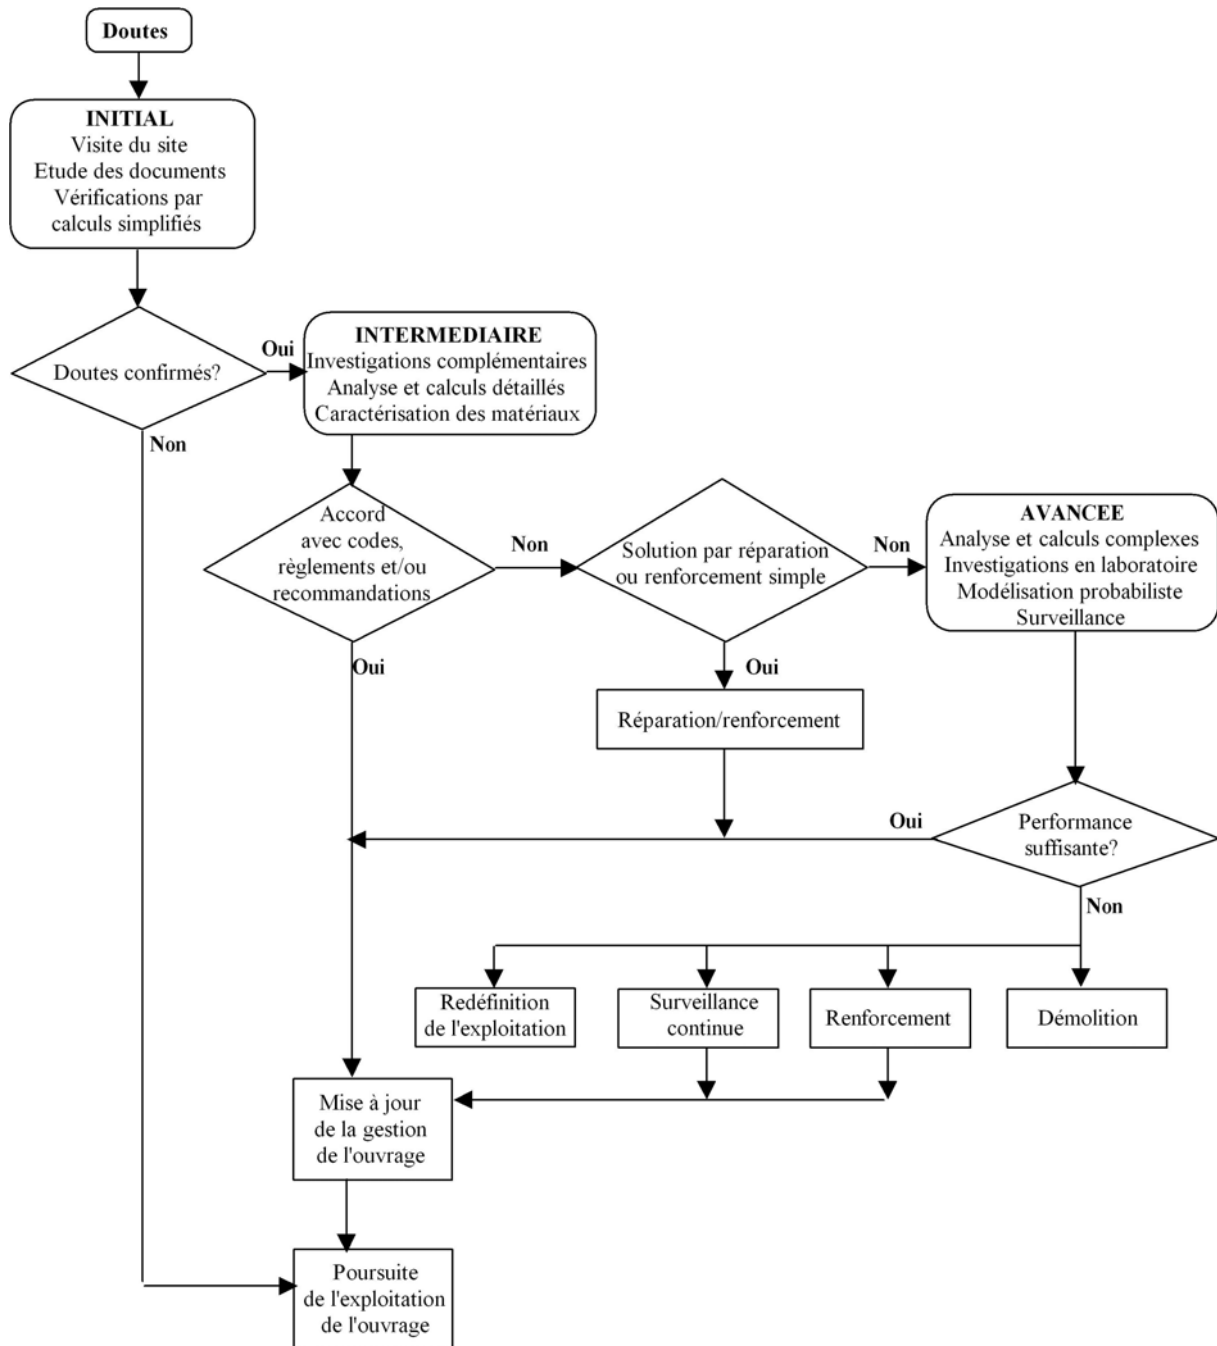 Doutes
INITIAL
Visite du site
Etude des documents
Vérifications par
calculs simplifiés
Doutes confirmés?
Oui
Non
INTERMEDIAIRE
Investigations complémentaires
Analyse et calculs détaillés
Caractérisation des matériaux
Accord
avec codes,
règlements et/ou
recommandations
Non
Oui
Solution par réparation
ou renforcement simple
Non
Oui
AVANCEE
Analyse et calculs complexes
Investigations en laboratoire
Modélisation probabiliste
Surveillance
Réparation/renforcement
Performance
suffisante?
Oui
Non
Redéfinition
de l'exploitation
Surveillance
continue
Renforcement
Démolition
Mise à jour
de la gestion
de l'ouvrage
Poursuite
de l'exploitation
de l'ouvrage